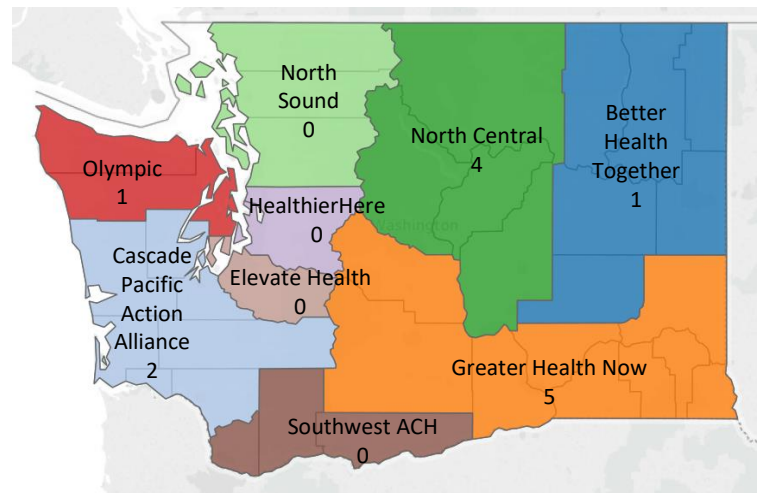 North
Sound
0
North Central
4
Better
Health
Together
1
Olympic
1
HealthierHere
0
Washington
Cascade
Pacific
Action
Alliance
2
Elevate Health
0
Greater Health Now
5
Southwest ACH
0